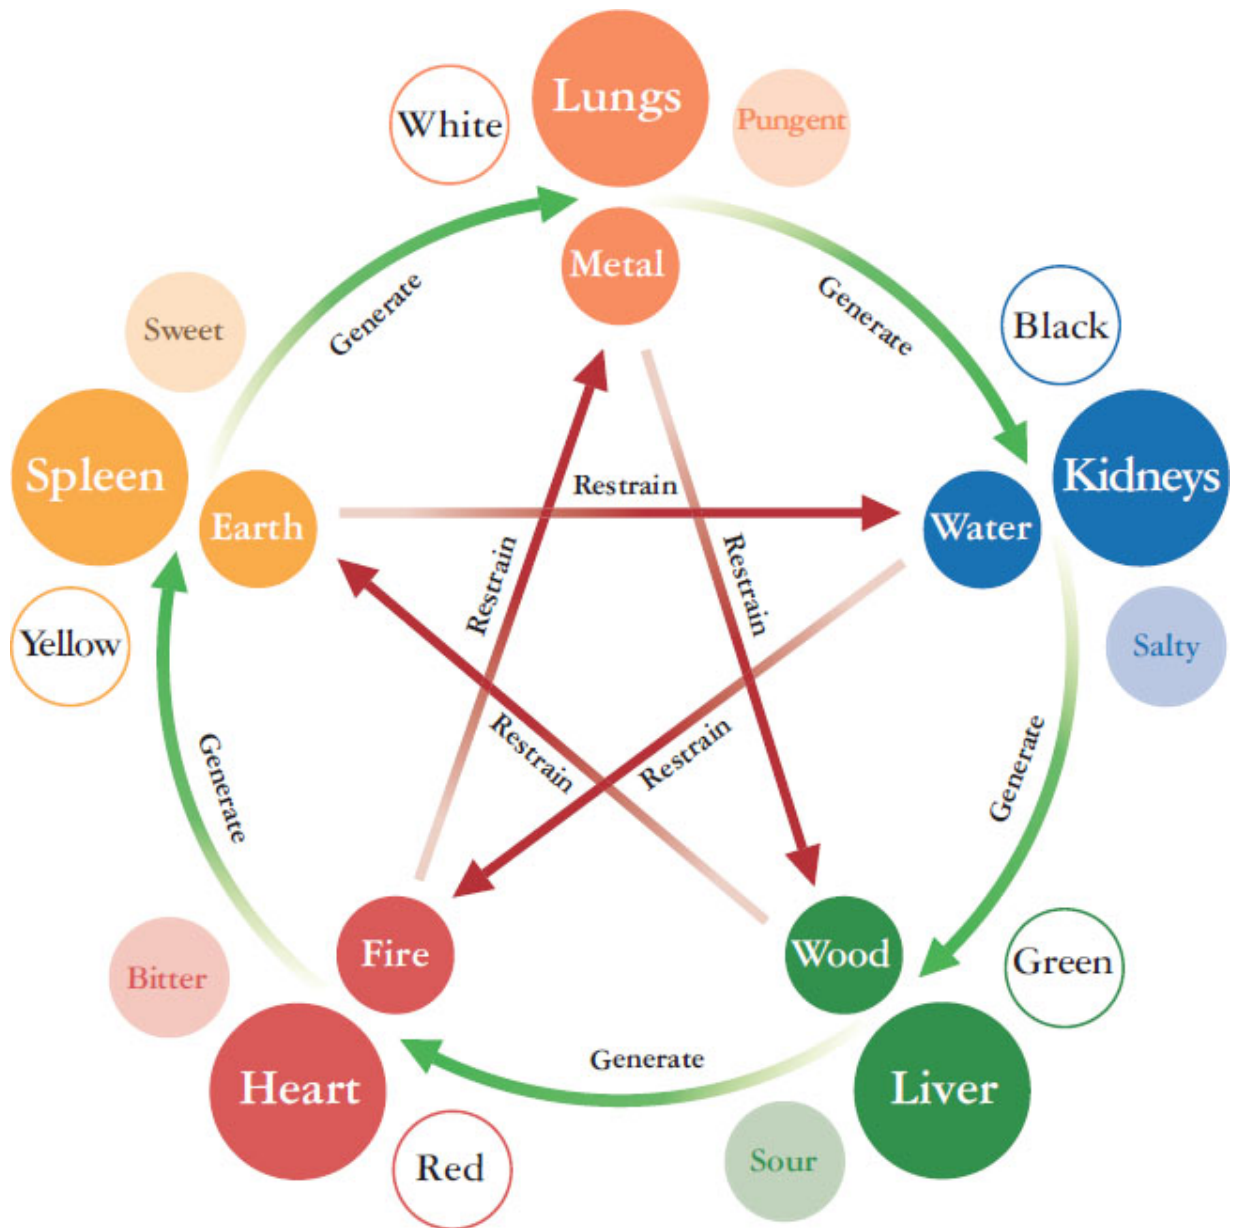 Lungs
White
Pungent
Metal
Generate
Generate
Black
Sweet
Spleen
Kidneys
Earth
Restrain
Water
Restrain
Restrain
Yellow
Salty
Restrain
Restrain
Generate
Generate
Fire
Wood
Green
Bitter
Generate
Heart
Liver
Red
Sour